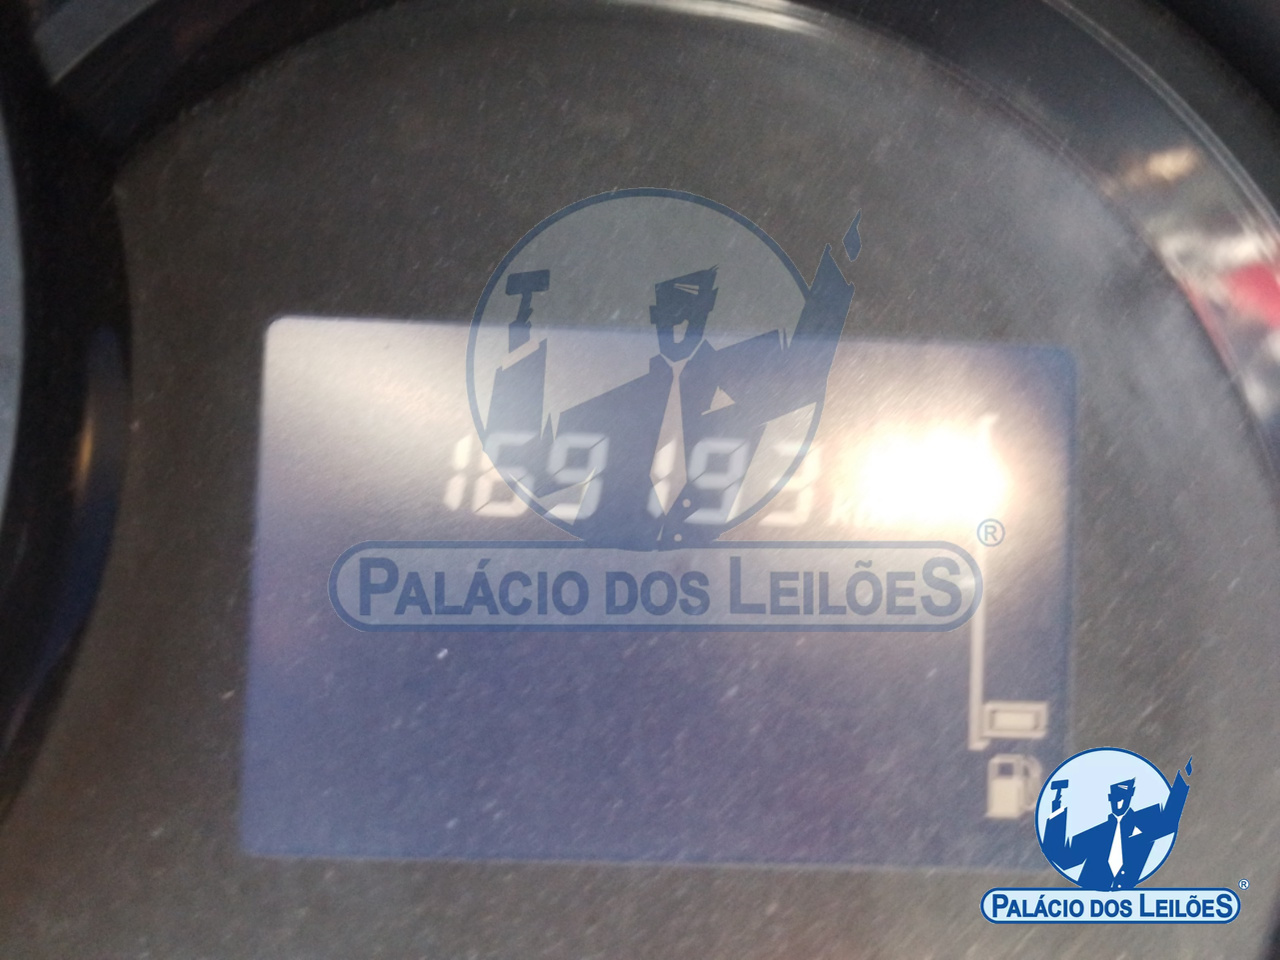 169193
PALÁCIO DOS LEILÕES
®
PALÁCIO DOS LEILÕES
®